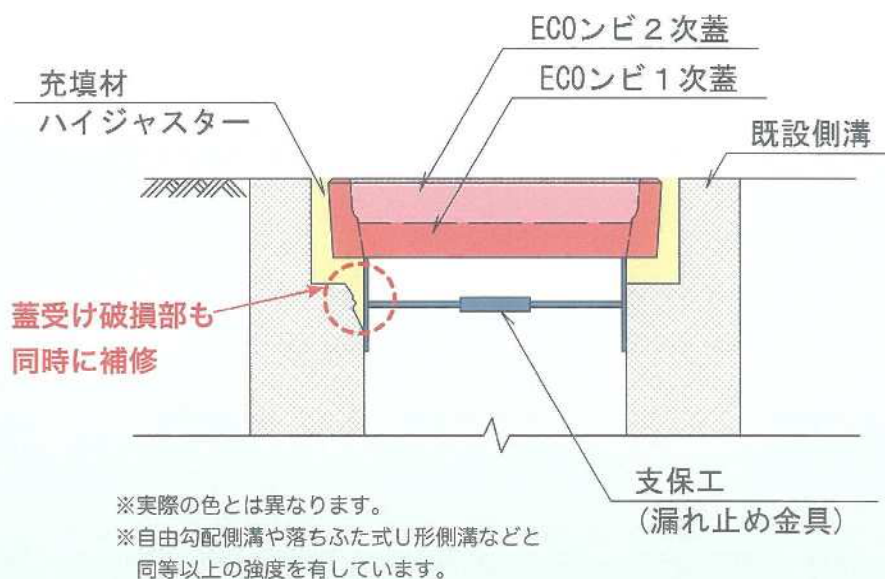 ECOンビ２次蓋
ECOンビ１次蓋
充填材
ハイジャスター
既設側溝
蓋受け破損部も
同時に補修
支保工
(漏れ止め金具)
※実際の色とは異なります。
※自由勾配側溝や落ちふた式Ｕ形側溝などと
同等以上の強度を有しています。